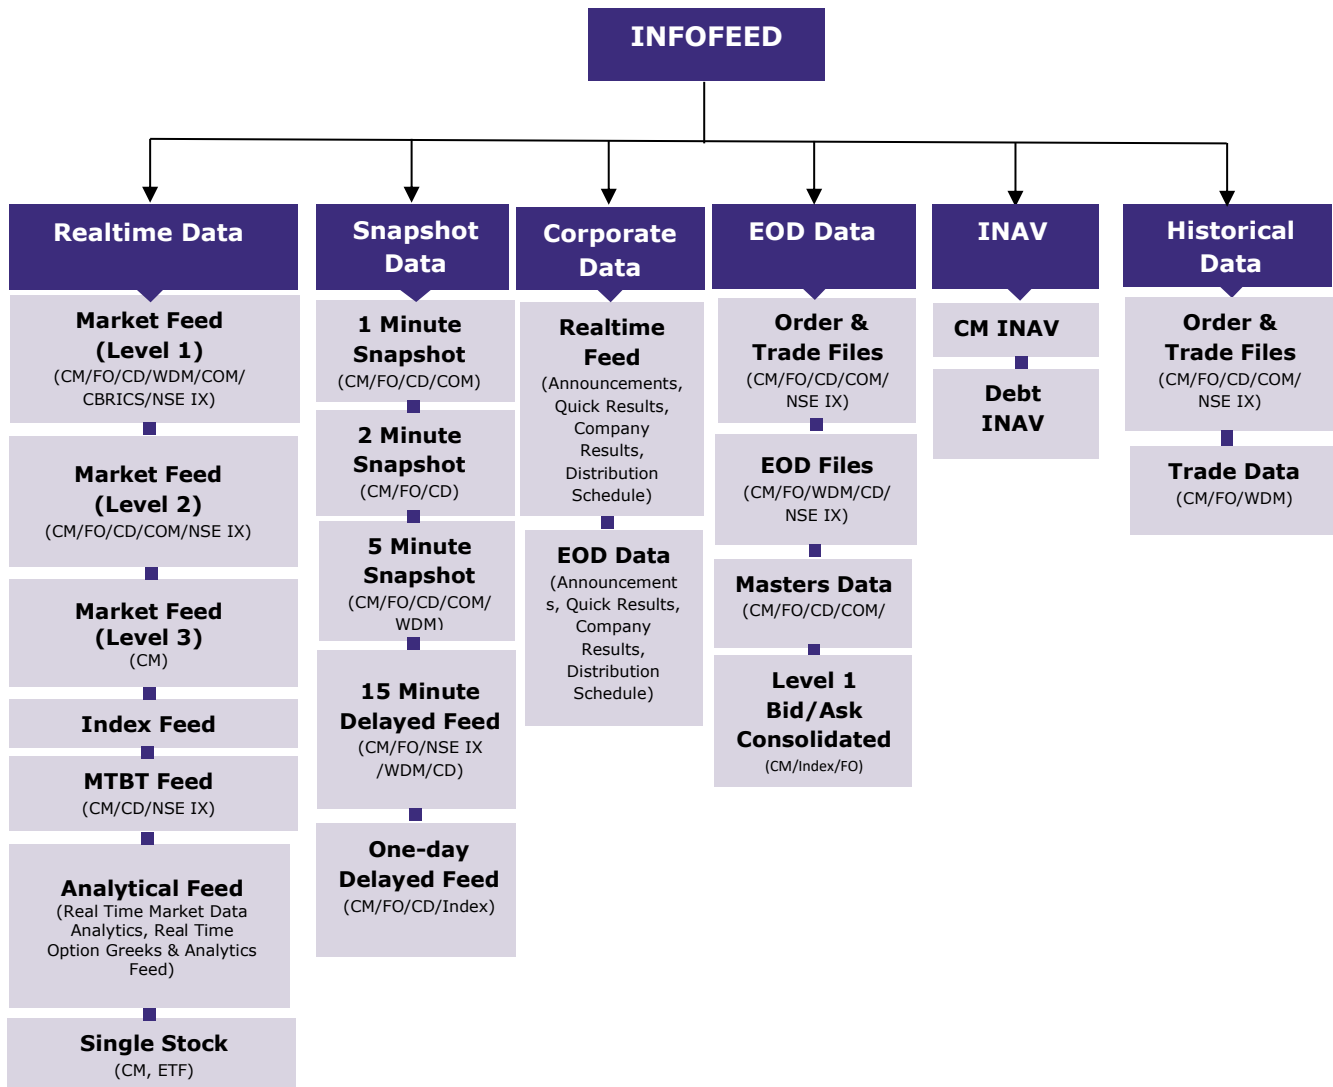 INFOFEED
Realtime Data
Market Feed
(Level 1)
(CM/FO/CD/WDM/COM/
CBRICS/NSE IX)
Market Feed
(Level 2)
(CM/FO/CD/COM/NSE IX)
Market Feed
(Level 3)
(CM)
Index Feed
MTBT Feed
(CM/CD/NSE IX)
Analytical Feed
(Real Time Market Data
Analytics, Real Time
Option Greeks & Analytics
Feed)
Single Stock
(CM, ETF)
Snapshot
Data
1 Minute
Snapshot
(CM/FO/CD/COM)
2 Minute
Snapshot
(CM/FO/CD)
5 Minute
Snapshot
(CM/FO/CD/COM/
WDM)
15 Minute
Delayed Feed
(CM/FO/NSE IX
/WDM/CD)
One-day
Delayed Feed
(CM/FO/CD/Index)
Corporate
Data
Realtime
Feed
(Announcements,
Quick Results,
Company
Results,
Distribution
Schedule)
EOD Data
(Announcement
s, Quick Results,
Company
Results,
Distribution
Schedule)
EOD Data
Order &
Trade Files
(CM/FO/CD/COM/
NSE IX)
EOD Files
(CM/FO/WDM/CD/
NSE IX)
Masters Data
(CM/FO/CD/COM/
Level 1
Bid/Ask
Consolidated
(CM/Index/FO)
INAV
CM INAV
Debt
INAV
Historical
Data
Order &
Trade Files
(CM/FO/CD/COM/
NSE IX)
Trade Data
(CM/FO/WDM)